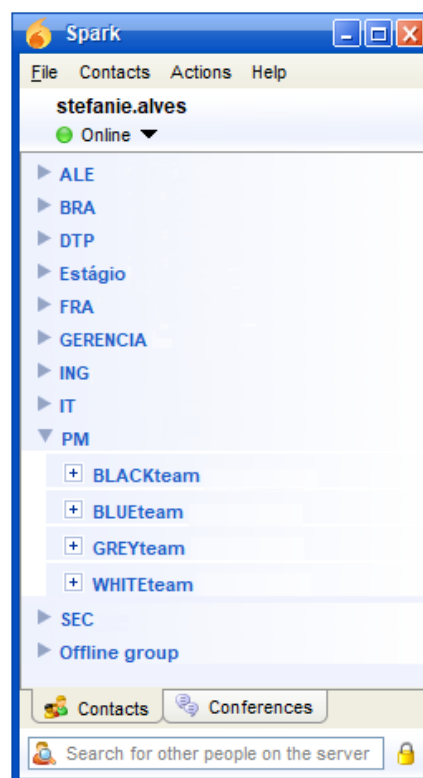 Spark
File Contacts Actions Help
stefanie.alves
Online
ALE
BRA
DTP
Estágio
FRA
GERENCIA
ING
IT
PM
BLACKteam
BLUEteam
GREYteam
WHITEteam
SEC
Offline group
Contacts Conferences
Search for other people on the server